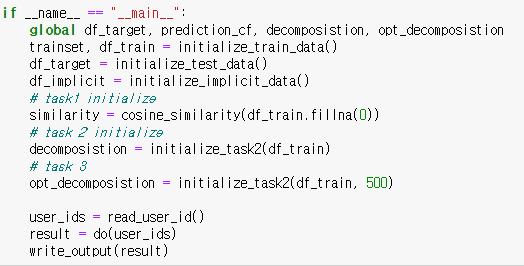 if __name__ == "__main__":
    global df_target, prediction_cf, decomposistion, opt_decomposistion
    trainset, df_train = initialize_train_data()
    df_target = initialize_test_data()
    df_implicit = initialize_implicit_data()
    # task1 initialize
    similarity = cosine_similarity(df_train.fillna(0))
    # task 2 initialize
    decomposistion = initialize_task2(df_train)
    # task 3
    opt_decomposistion = initialize_task2(df_train, 500)

    user_ids = read_user_id()
    result = do(user_ids)
    write_output(result)